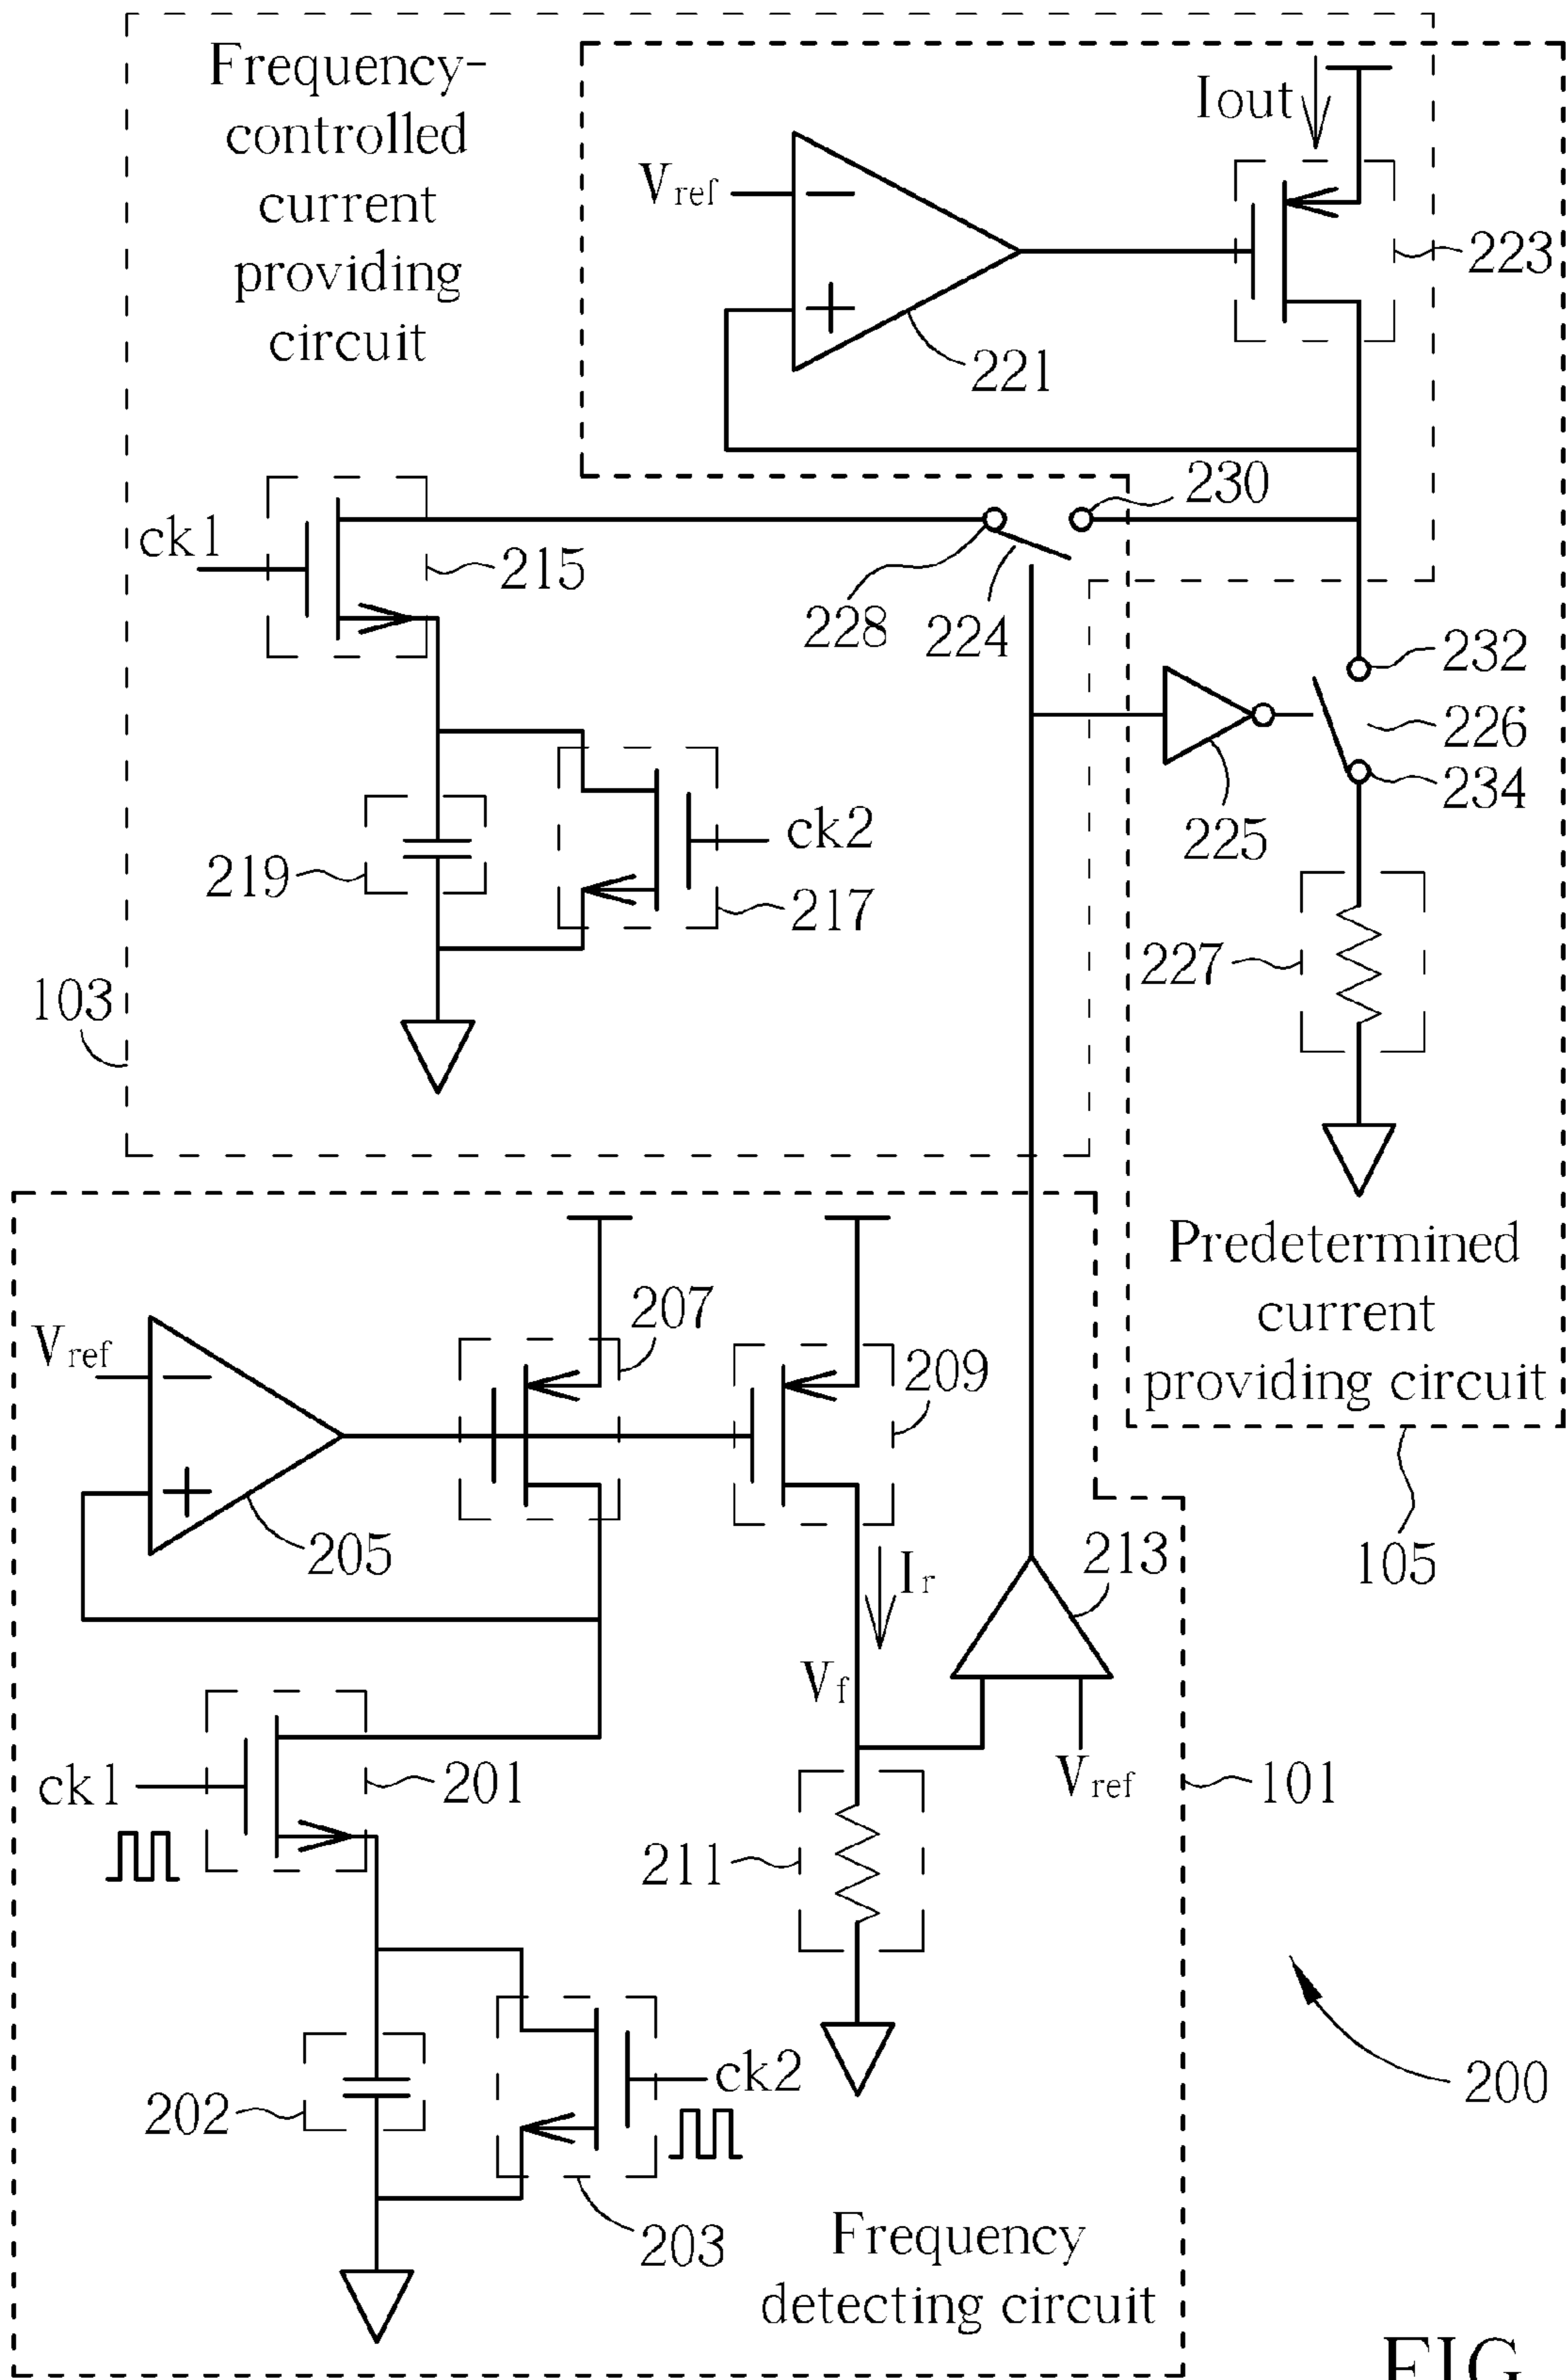 Frequency-
controlled
current
providing
circuit
Iout
Vref
223
221
230
ck1
215
228
224
232
226
234
225
ck2
219
217
227
103
Predetermined
current
providing circuit
207
Vref
209
205
213
105
Ir
Vf
ck1
201
Vref
101
211
ck2
202
200
203
Frequency
detecting circuit
FIG